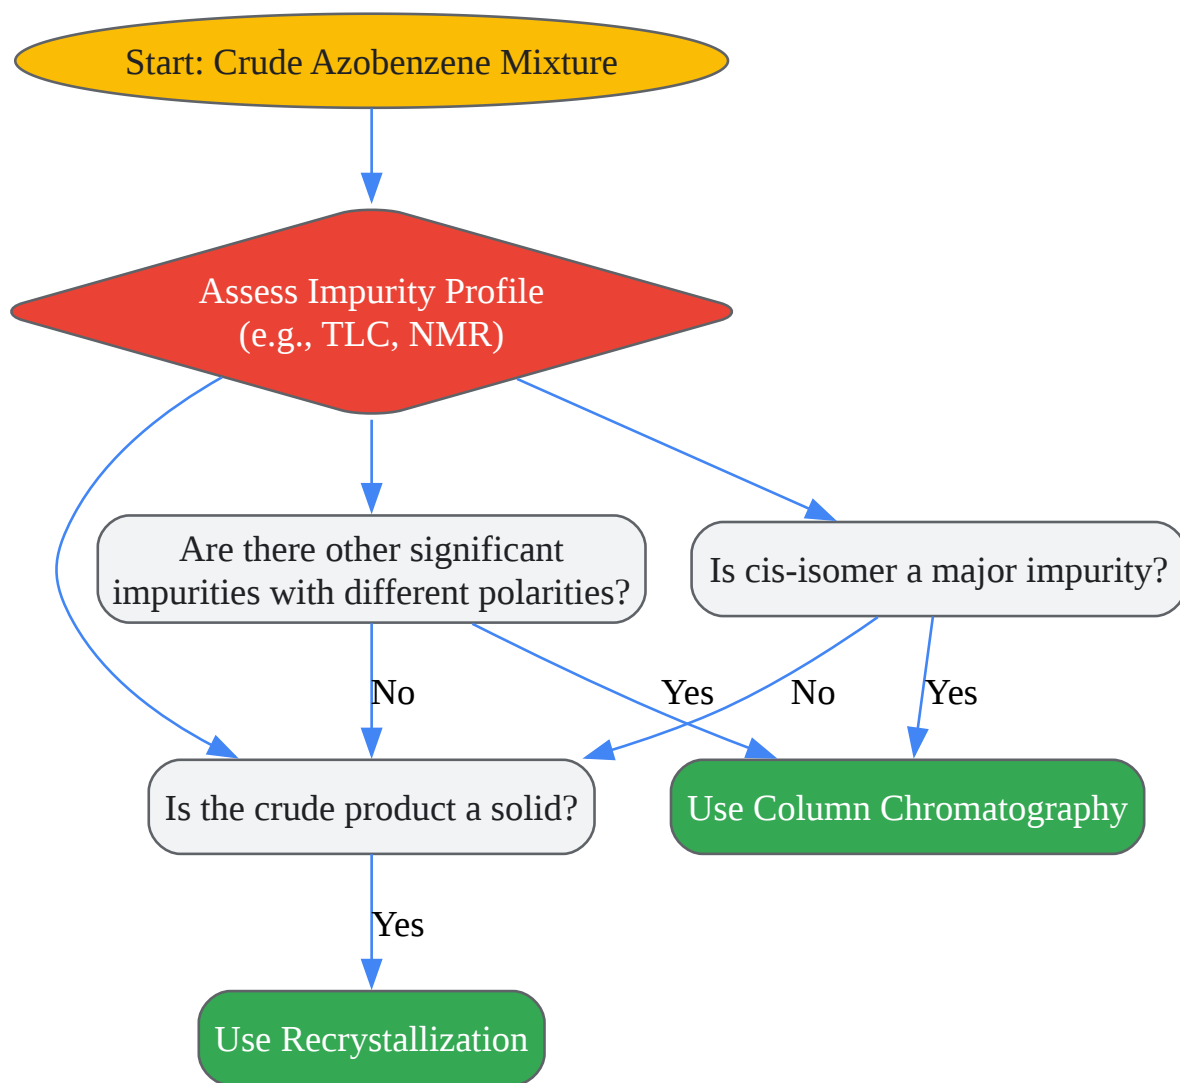 Start: Crude Azobenzene Mixture
Assess Impurity Profile
(e.g., TLC, NMR)
Are there other significant
impurities with different polarities?
Is cis-isomer a major impurity?
No
Yes
No
Yes
Is the crude product a solid?
Use Column Chromatography
Yes
Use Recrystallization